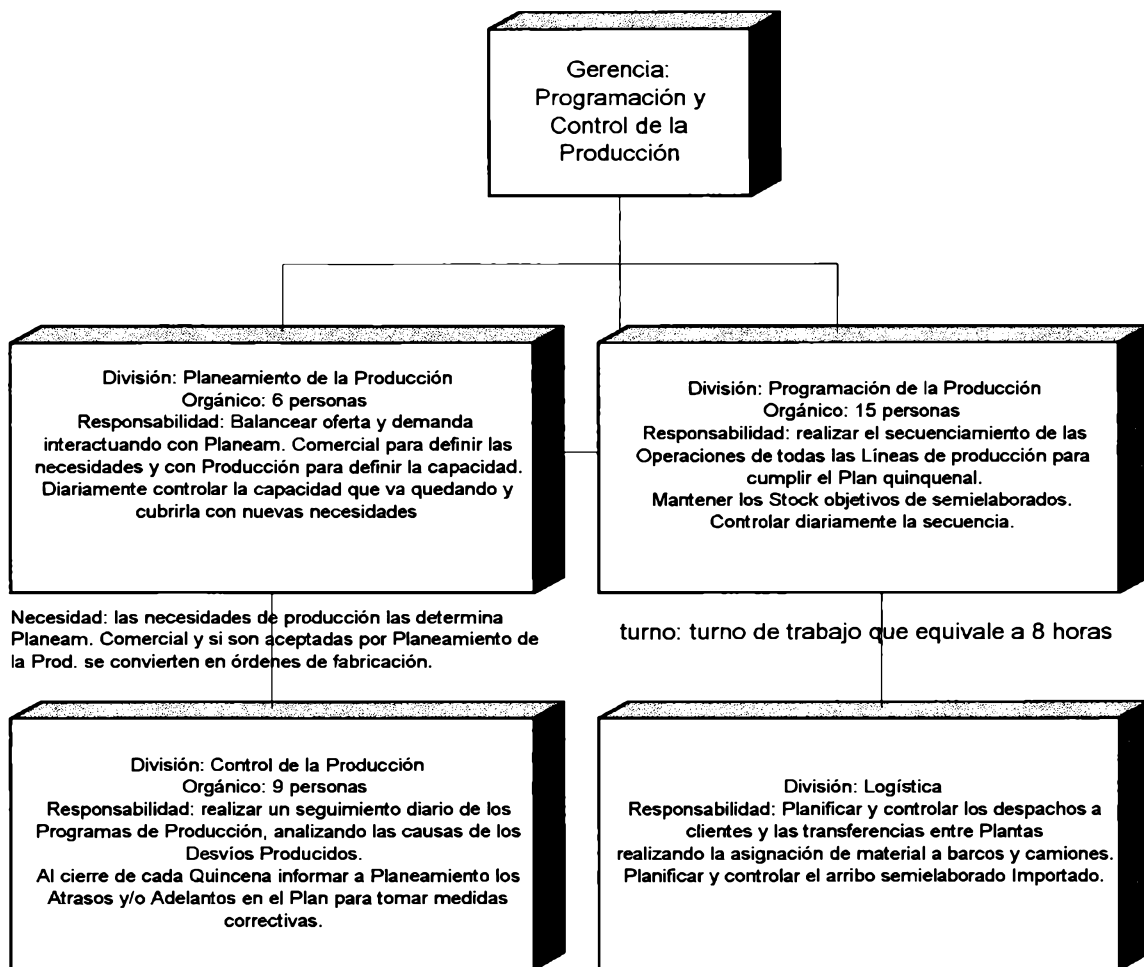 Gerencia:
Programación y
Control de la
Producción
División: Planeamiento de la Producción
Orgánico: 6 personas
Responsabilidad: Balancear oferta y demanda
interactuando con Planeam. Comercial para definir las
necesidades y con Producción para definir la capacidad.
Diariamente controlar la capacidad que va quedando y
cubrirla con nuevas necesidades
División: Programación de la Producción
Orgánico: 15 personas
Responsabilidad: realizar el secuenciamiento de las
Operaciones de todas las Líneas de producción para
cumplir el Plan quinquenal.
Mantener los Stock objetivos de semielaborados.
Controlar diariamente la secuencia.
Necesidad: las necesidades de producción las determina
Planeam. Comercial y si son aceptadas por Planeamiento de
la Prod. se convierten en órdenes de fabricación.
turno: turno de trabajo que equivale a 8 horas
División: Control de la Producción
Orgánico: 9 personas
Responsabilidad: realizar un seguimiento diario de los
Programas de Producción, analizando las causas de los
Desvíos Producidos.
Al cierre de cada Quincena informar a Planeamiento los
Atrasos y/o Adelantos en el Plan para tomar medidas
correctivas.
División: Logística
Responsabilidad: Planificar y controlar los despachos a
clientes y las transferencias entre Plantas
realizando la asignación de material a barcos y camiones.
Planificar y controlar el arribo semielaborado Importado.